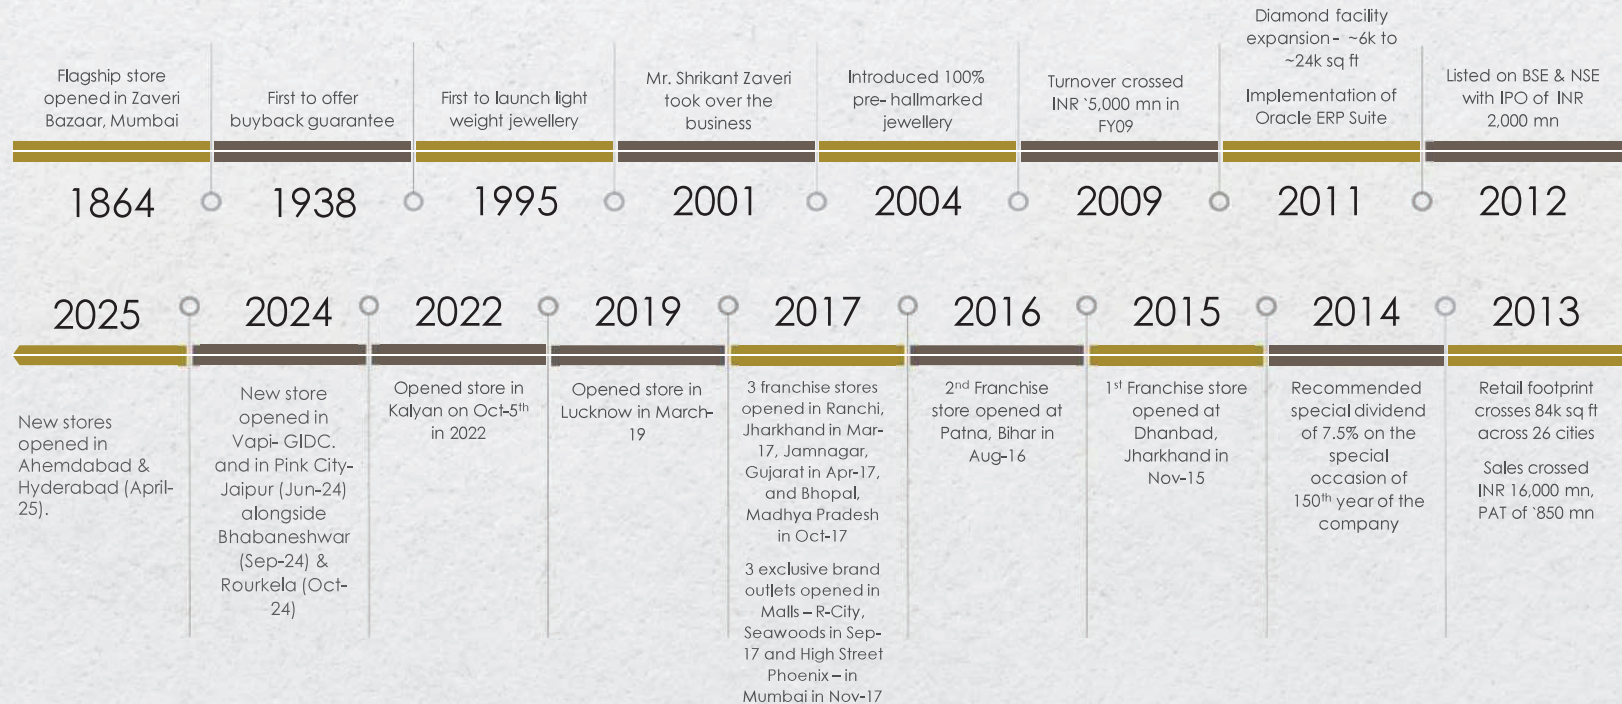 Flagship store
opened in Zaveri
Bazaar, Mumbai
1864
First to offer
buyback guarantee
1938
First to launch light
weight jewellery
1995
Mr. Shrikant Zaveri
took over the
business
2001
Introduced 100%
pre- hallmarked
jewellery
2004
Turnover crossed
INR `5,000 mn in
FY09
2009
Diamond facility
expansion - ~6k to
~24k sq ft
Implementation of
Oracle ERP Suite
2011
Listed on BSE & NSE
with IPO of INR
2,000 mn
2012
2025
New stores
opened in
Ahemdabad &
Hyderabad (April-
25).
2024
New store
opened in
Vapi- GIDC.
and in Pink City-
Jaipur (Jun-24)
alongside
Bhabaneshwar
(Sep-24) &
Rourkela (Oct-
24)
2022
Opened store in
Kalyan on Oct-5th
in 2022
2019
Opened store in
Lucknow in March-
19
2017
3 franchise stores
opened in Ranchi,
Jharkhand in Mar-
17, Jamnagar,
Gujarat in Apr-17,
and Bhopal,
Madhya Pradesh
in Oct-17
3 exclusive brand
outlets opened in
Malls – R-City,
Seawoods in Sep-
17 and High Street
Phoenix – in
Mumbai in Nov-17
2016
2nd Franchise
store opened at
Patna, Bihar in
Aug-16
2015
1st Franchise store
opened at
Dhanbad,
Jharkhand in
Nov-15
2014
Recommended
special dividend
of 7.5% on the
special
occasion of
150th year of the
company
2013
Retail footprint
crosses 84k sq ft
across 26 cities
Sales crossed
INR 16,000 mn,
PAT of `850 mn